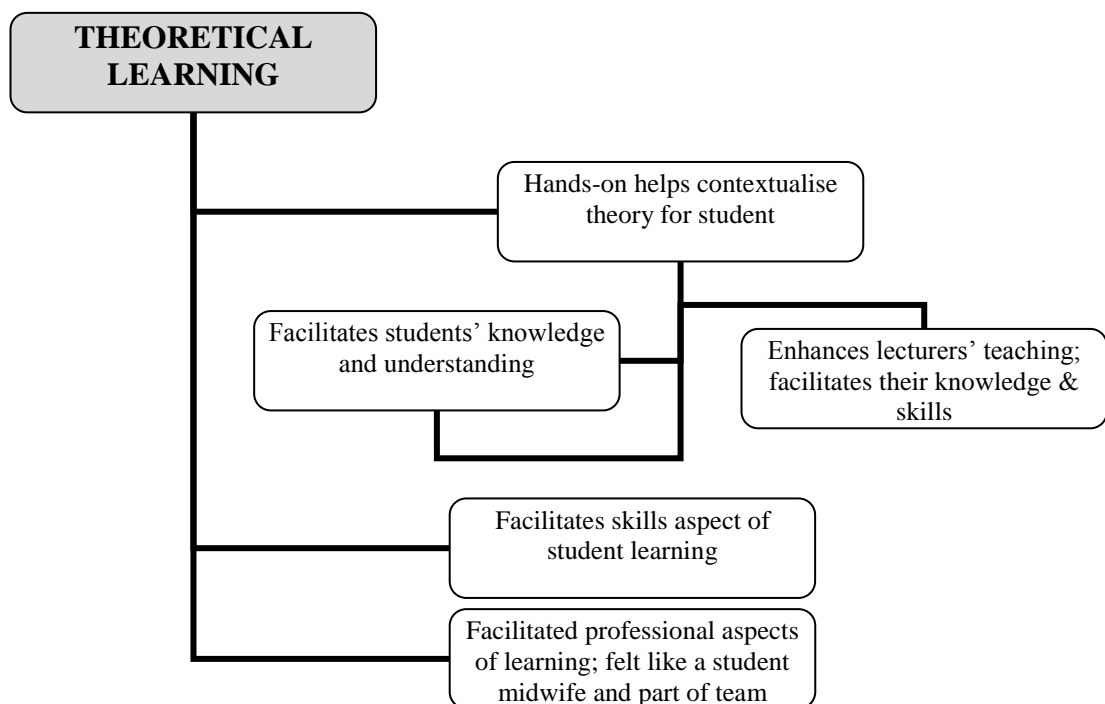 THEORETICAL
LEARNING
Hands-on helps contextualise
theory for student
Facilitates students’ knowledge
and understanding
Enhances lecturers’ teaching;
facilitates their knowledge &
skills
Facilitates skills aspect of
student learning
Facilitated professional aspects
of learning; felt like a student
midwife and part of team